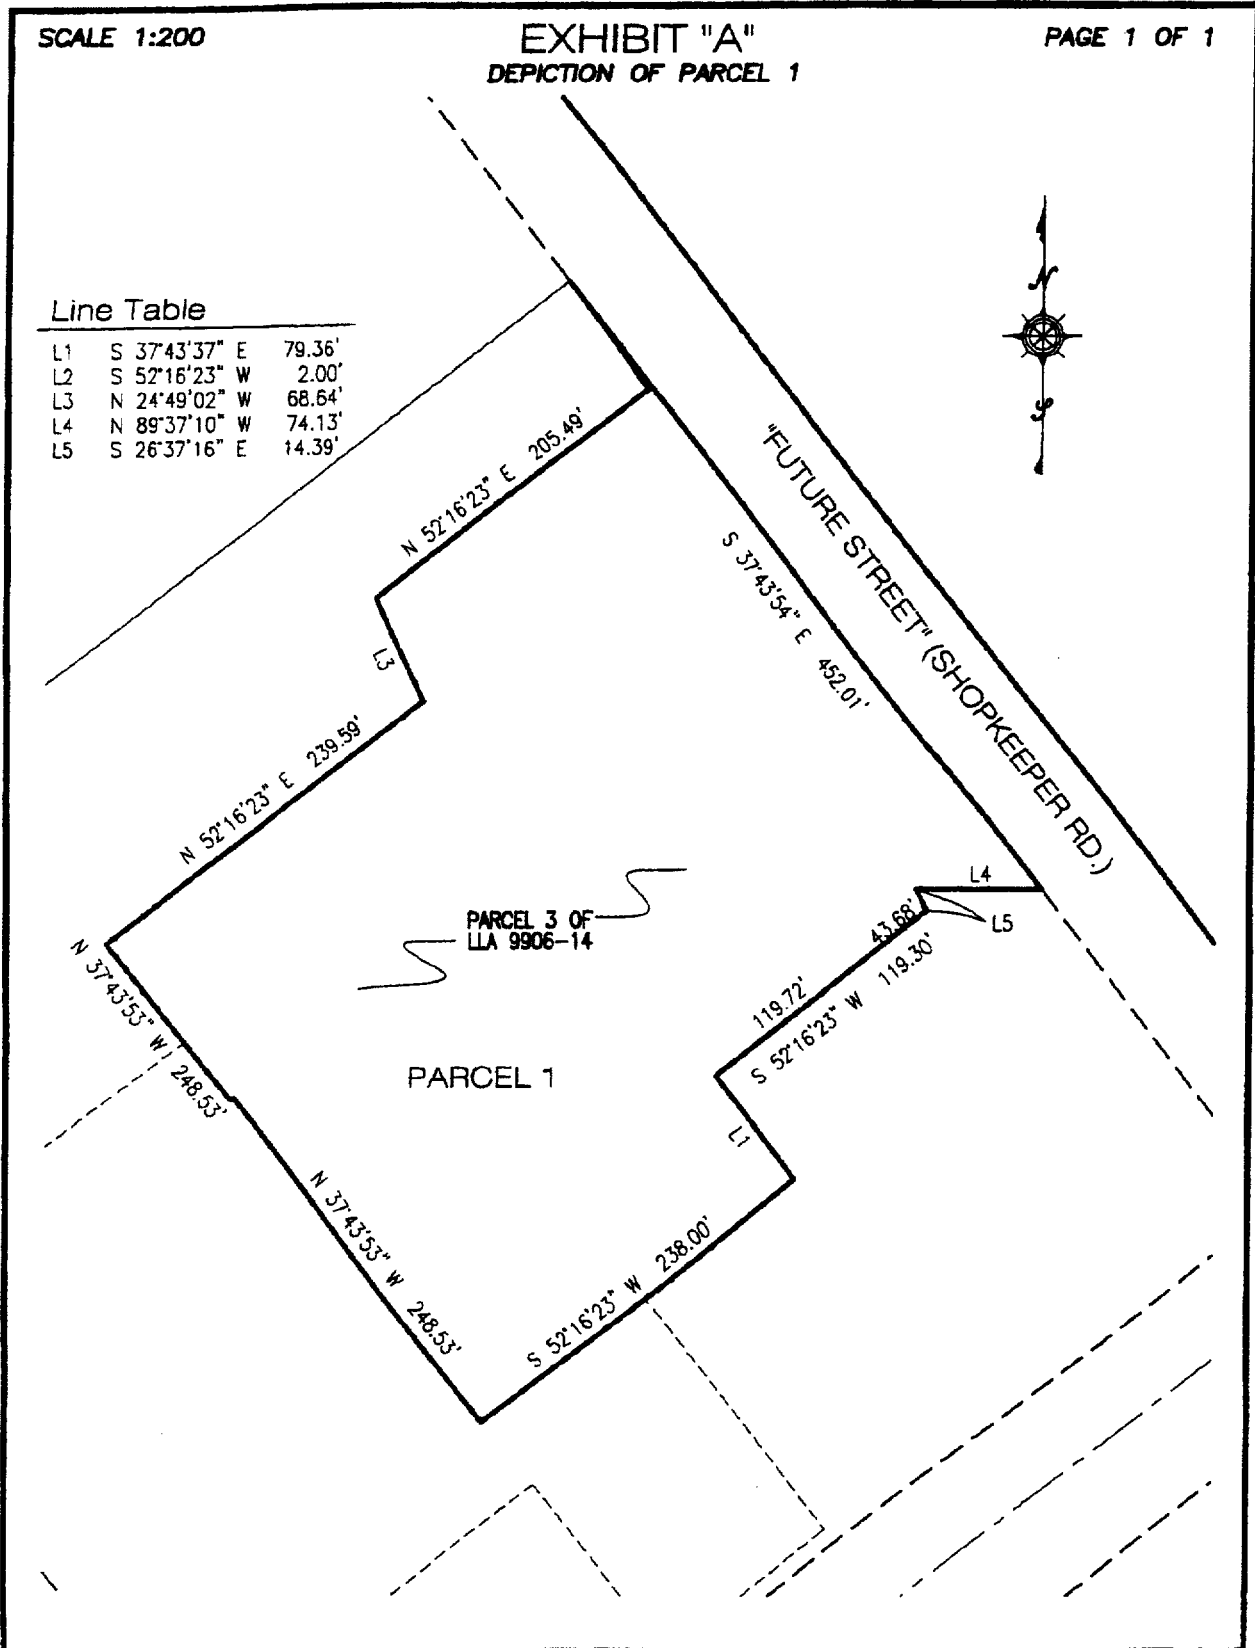 SCALE 1:200
EXHIBIT "A"
PAGE 1 OF 1
DEPICTION OF PARCEL 1
Line Table
L1 S 37°43'37" E 79.36'
L2 S 52°16'23" W 2.00'
L3 N 24°49'02" W 68.64'
L4 N 89°37'10" W 74.13'
L5 S 26°37'16" E 14.39'
N
S
"FUTURE STREET" (SHOPKEEPER RD.)
N 52°16'23" E 205.49'
S 37°43'54" E 452.01'
L3
N 52°16'23" E 239.59'
L4
L5
43.68'
PARCEL 3 OF
LLA 9906-14
119.72'
S 52°16'23" W 119.30'
N 37°43'53" W 248.53'
PARCEL 1
L1
N 37°43'53" W 248.53'
S 52°16'23" W 238.00'